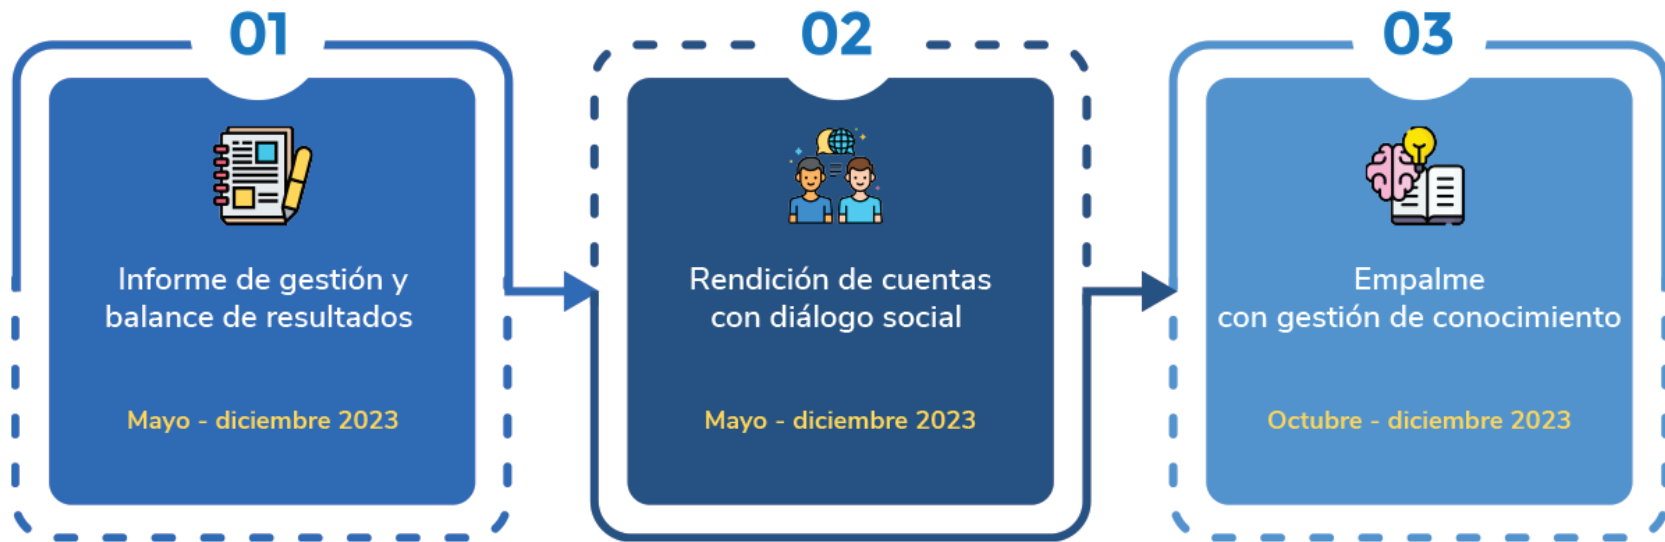 01
Informe de gestión y
balance de resultados
Mayo - diciembre 2023
02
Rendición de cuentas
con diálogo social
Mayo - diciembre 2023
03
Empalme
con gestión de conocimiento
Octubre - diciembre 2023